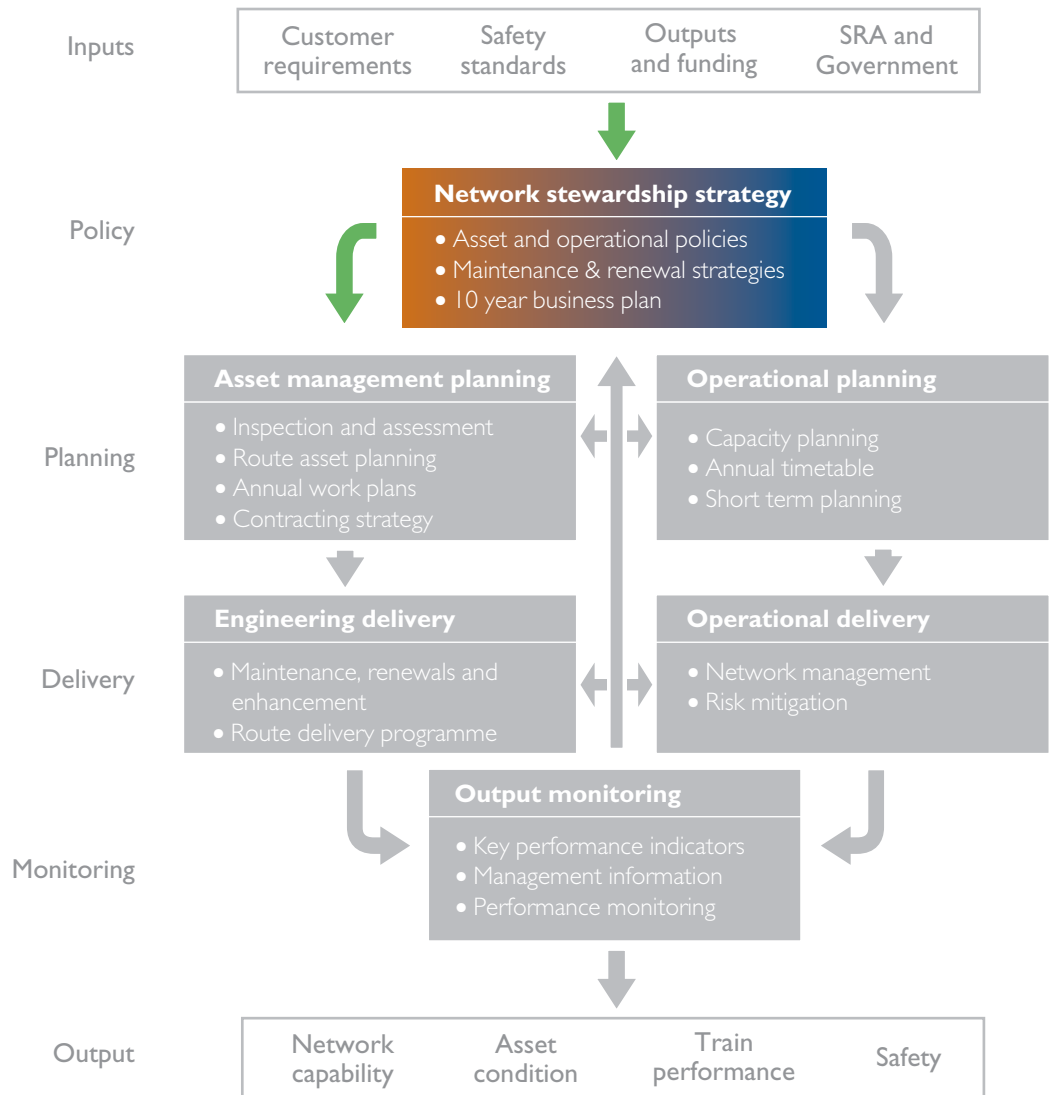 Inputs
Customer
requirements
Safety
standards
Outputs
and funding
SRA and
Government
Policy
Network stewardship strategy
• Asset and operational policies
• Maintenance & renewal strategies
• 10 year business plan
Planning
Asset management planning
• Inspection and assessment
• Route asset planning
• Annual work plans
• Contracting strategy
Operational planning
• Capacity planning
• Annual timetable
• Short term planning
Delivery
Engineering delivery
• Maintenance, renewals and
enhancement
• Route delivery programme
Operational delivery
• Network management
• Risk mitigation
Monitoring
Output monitoring
• Key performance indicators
• Management information
• Performance monitoring
Output
Network
capability
Asset
condition
Train
performance
Safety